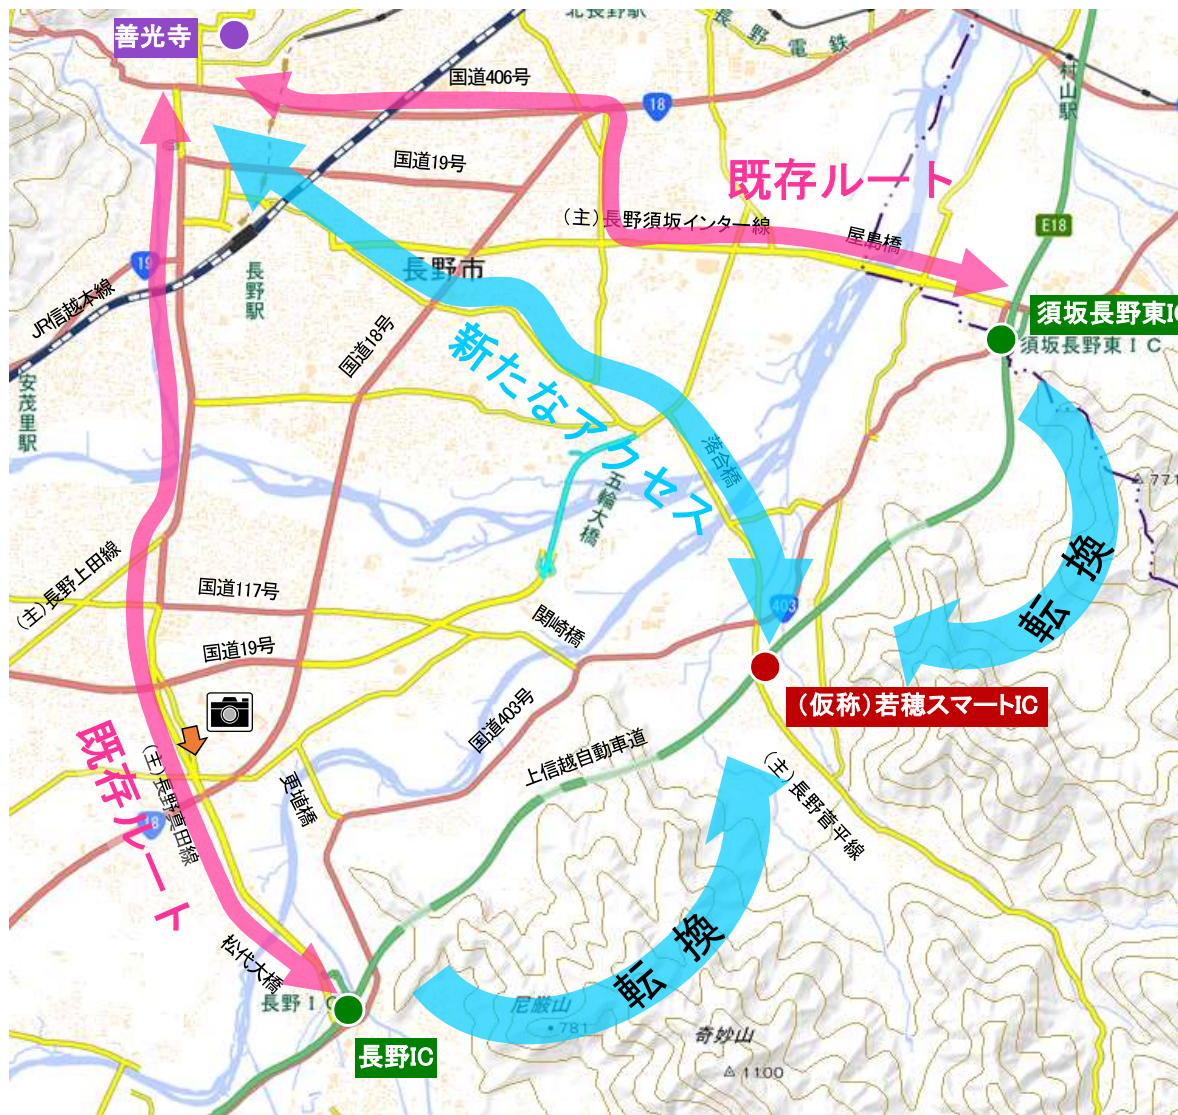 北長野駅
善光寺
長野電鉄
国道406号
18
村山駅
国道19号
既存ルート
(主)長野須坂インター線
屋島橋
E18
19
長野市
長野駅
JR信越本線
須坂長野東IC
須坂長野東IC
国道18号
新たなアクセス
安茂里駅
落合橋
五輪大橋
771
転換
(主)長野上田線
国道117号
関崎橋
403
国道19号
(仮称)若穂スマートIC
国道403号
上信越自動車道
既存ルート
(主)長野真田線
18
更埴橋
(主)長野菅平線
松代大橋
長野IC
転換
尼厳山
781
奇妙山
長野IC
1100